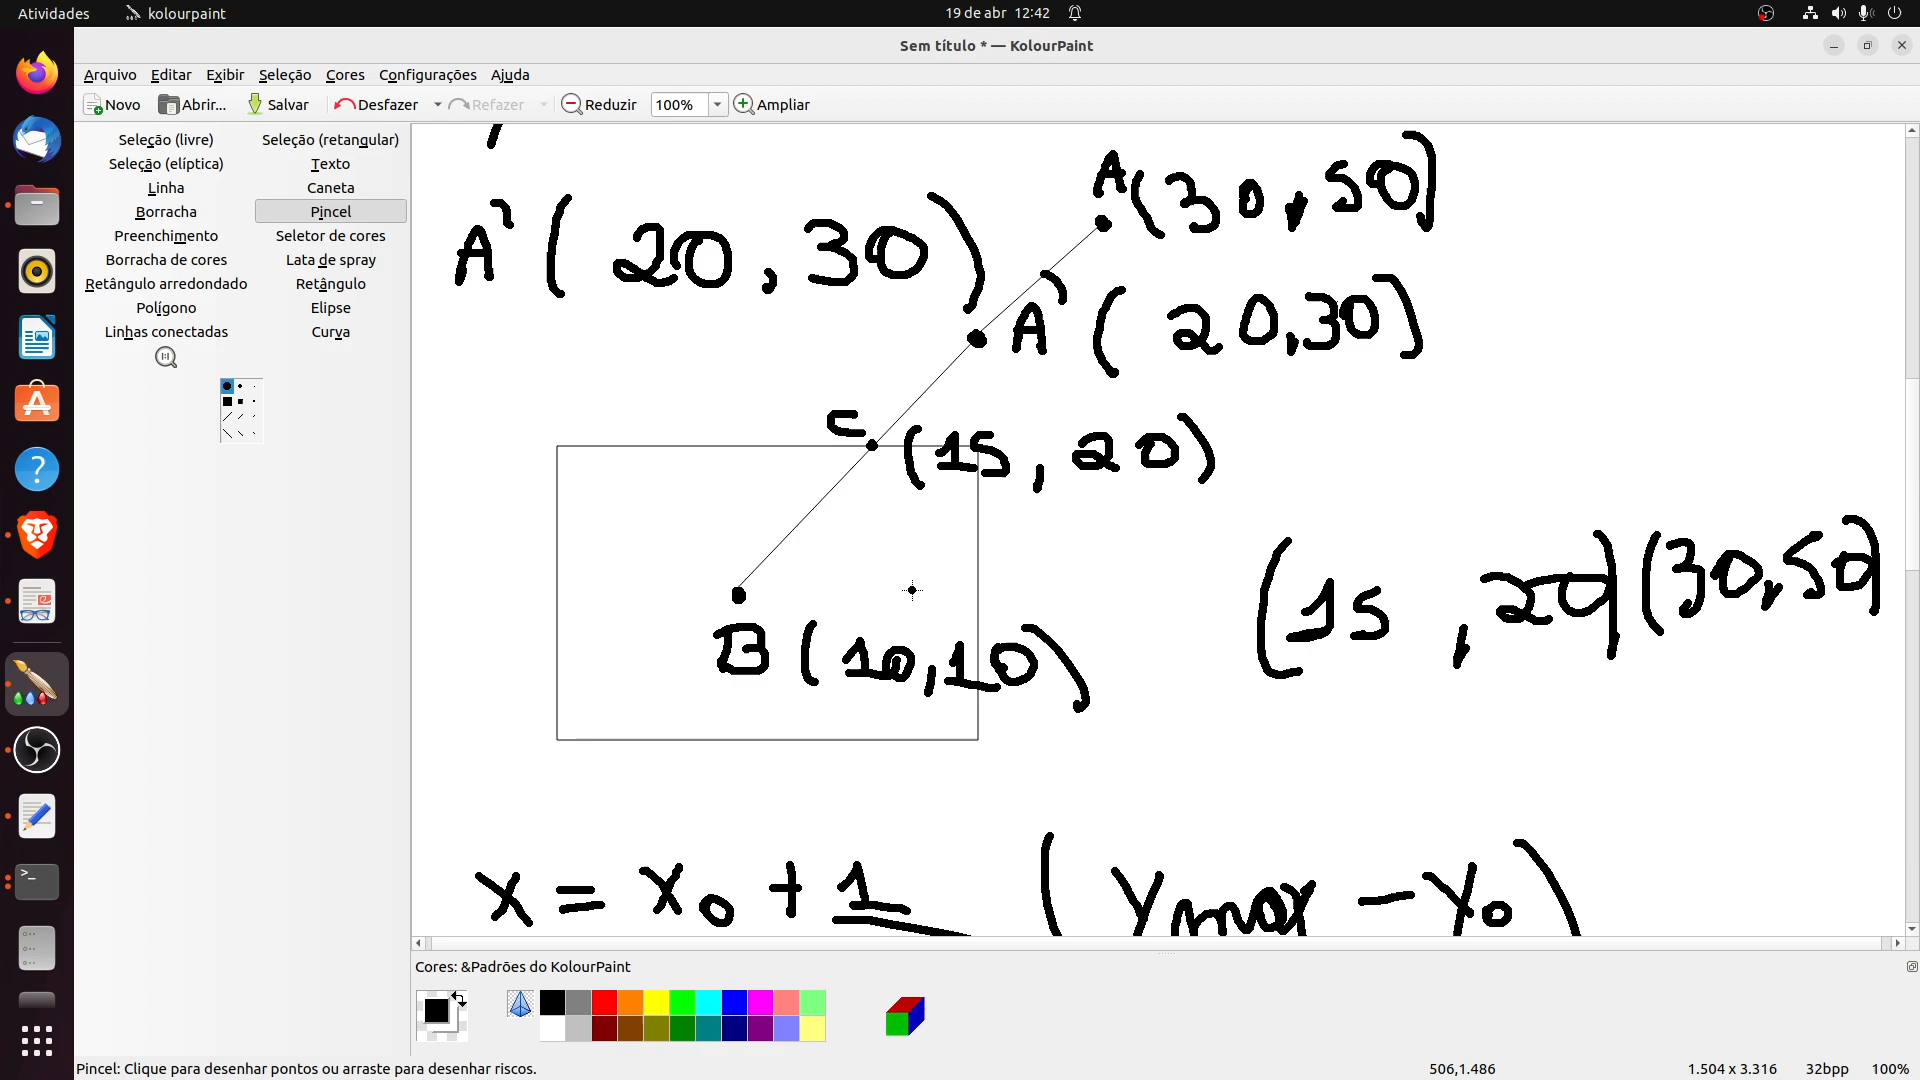 Atividades kolourpaint 19 de abr 12:42
Sem título * — KolourPaint
Arquivo Editar Exibir Seleção Cores Configurações Ajuda
Novo Abrir... Salvar Desfazer Refazer Reduzir 100% Ampliar
Seleção (livre) Seleção (retangular)
Seleção (elíptica) Texto
Linha Caneta
Borracha Pincel
Preenchimento Seletor de cores
Borracha de cores Lata de spray
Retângulo arredondado Retângulo
Polígono Elipse
Linhas conectadas Curva
A(30,50)
A'(20,30)
A'(20,30)
C (15,20)
(15,20)(30,50)
B(10,10)
x = x0 + 1 (ymax - y0)
Cores: &Padrões do KolourPaint
Pincel: Clique para desenhar pontos ou arraste para desenhar riscos. 506,1.486 1.504 x 3.316 32bpp 100%